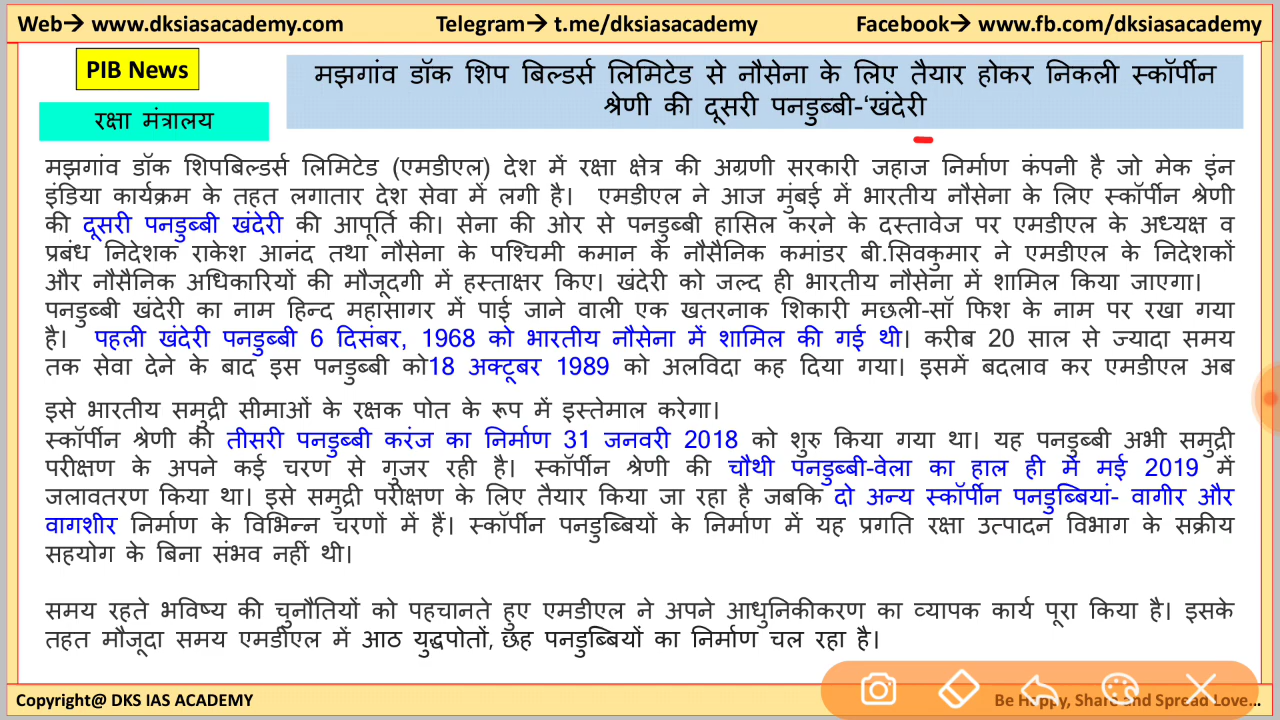 Web→ www.dksiasacademy.com Telegram→ t.me/dksiasacademy Facebook→ www.fb.com/dksiasacademy
PIB News
रक्षा मंत्रालय
मझगांव डॉक शिप बिल्डर्स लिमिटेड से नौसेना के लिए तैयार होकर निकली स्कॉर्पीन
श्रेणी की दूसरी पनडुब्बी-‘खंदेरी
मझगांव डॉक शिपबिल्डर्स लिमिटेड (एमडीएल) देश में रक्षा क्षेत्र की अग्रणी सरकारी जहाज निर्माण कंपनी है जो मेक इंन
इंडिया कार्यक्रम के तहत लगातार देश सेवा में लगी है। एमडीएल ने आज मुंबई में भारतीय नौसेना के लिए स्कॉर्पीन श्रेणी
की दूसरी पनडुब्बी खंदेरी की आपूर्ति की। सेना की ओर से पनडुब्बी हासिल करने के दस्तावेज पर एमडीएल के अध्यक्ष व
प्रबंध निदेशक राकेश आनंद तथा नौसेना के पश्चिमी कमान के नौसैनिक कमांडर बी.सिवकुमार ने एमडीएल के निदेशकों
और नौसैनिक अधिकारियों की मौजूदगी में हस्ताक्षर किए। खंदेरी को जल्द ही भारतीय नौसेना में शामिल किया जाएगा।
पनडुब्बी खंदेरी का नाम हिन्द महासागर में पाई जाने वाली एक खतरनाक शिकारी मछली-सॉ फिश के नाम पर रखा गया
है। पहली खंदेरी पनडुब्बी 6 दिसंबर, 1968 को भारतीय नौसेना में शामिल की गई थी। करीब 20 साल से ज्यादा समय
तक सेवा देने के बाद इस पनडुब्बी को18 अक्टूबर 1989 को अलविदा कह दिया गया। इसमें बदलाव कर एमडीएल अब
इसे भारतीय समुद्री सीमाओं के रक्षक पोत के रूप में इस्तेमाल करेगा।
स्कॉर्पीन श्रेणी की तीसरी पनडुब्बी करंज का निर्माण 31 जनवरी 2018 को शुरु किया गया था। यह पनडुब्बी अभी समुद्री
परीक्षण के अपने कई चरण से गुजर रही है। स्कॉर्पीन श्रेणी की चौथी पनडुब्बी-वेला का हाल ही में मई 2019 में
जलावतरण किया था। इसे समुद्री परीक्षण के लिए तैयार किया जा रहा है जबकि दो अन्य स्कॉर्पीन पनडुब्बियां- वागीर और
वागशीर निर्माण के विभिन्न चरणों में हैं। स्कॉर्पीन पनडुब्बियों के निर्माण में यह प्रगति रक्षा उत्पादन विभाग के सक्रीय
सहयोग के बिना संभव नहीं थी।
समय रहते भविष्य की चुनौतियों को पहचानते हुए एमडीएल ने अपने आधुनिकीकरण का व्यापक कार्य पूरा किया है। इसके
तहत मौजूदा समय एमडीएल में आठ युद्धपोतों, छह पनडुब्बियों का निर्माण चल रहा है।
Copyright@ DKS IAS ACADEMY Be Happy, Share and Spread Love...